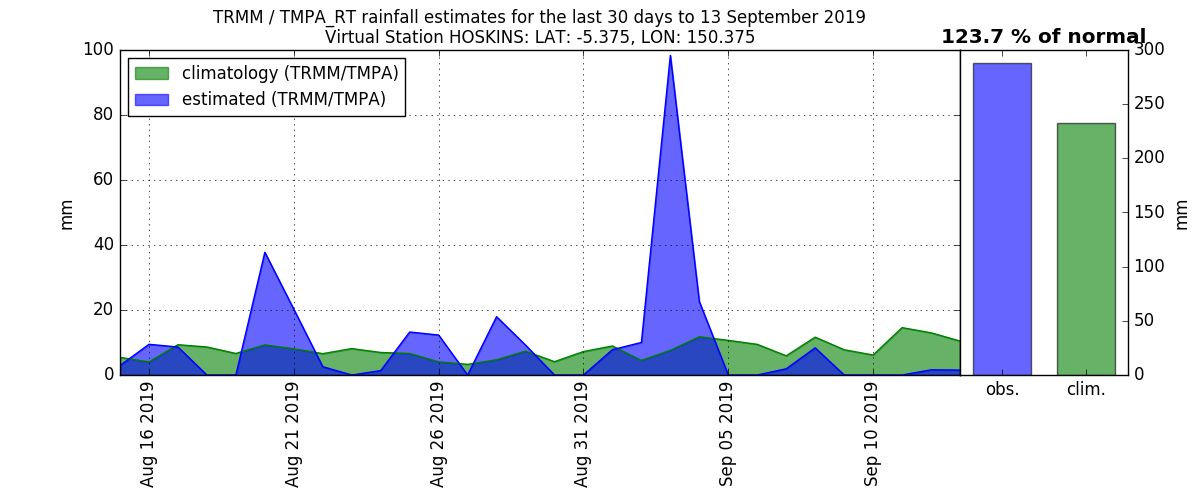 TRMM / TMPA_RT rainfall estimates for the last 30 days to 13 September 2019
Virtual Station HOSKINS: LAT: -5.375, LON: 150.375
123.7 % of normal
climatology (TRMM/TMPA)
estimated (TRMM/TMPA)
100
80
60
40
20
0
mm
Aug 16 2019
Aug 21 2019
Aug 26 2019
Aug 31 2019
Sep 05 2019
Sep 10 2019
300
250
200
150
100
50
0
mm
obs.
clim.